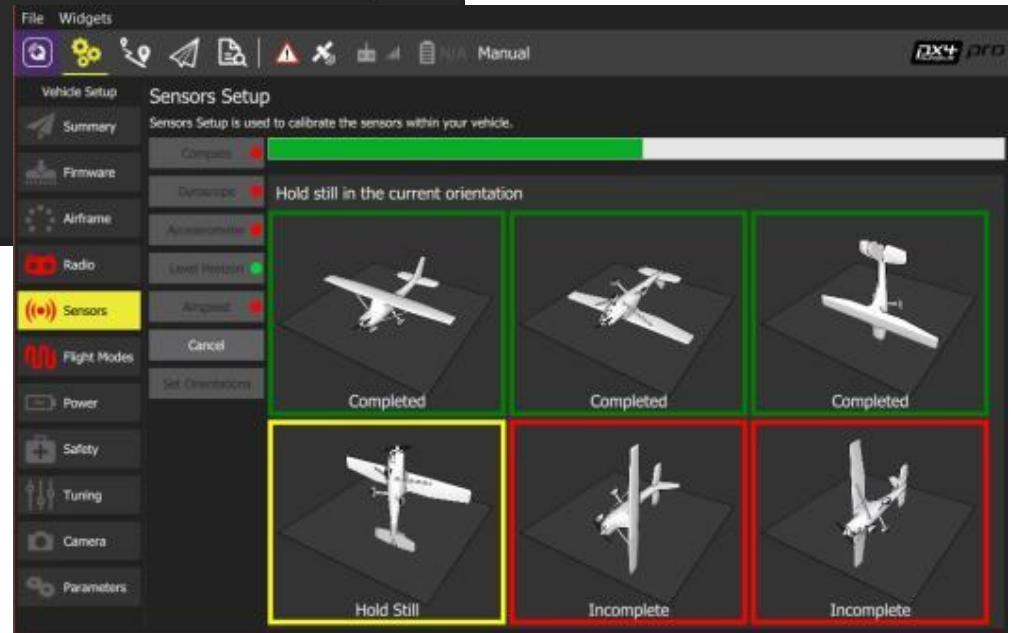 File Widgets
N/A Manual
px4 pro
Vehicle Setup
Sensors Setup
Summary
Sensors Setup is used to calibrate the sensors within your vehicle.
Compass
Firmware
Gyroscope
Hold still in the current orientation
Airframe
Accelerometer
Radio
Level Horizon
Sensors
Airspeed
Flight Modes
Cancel
Set Orientations
Power
Completed
Completed
Completed
Safety
Tuning
Camera
Parameters
Hold Still
Incomplete
Incomplete